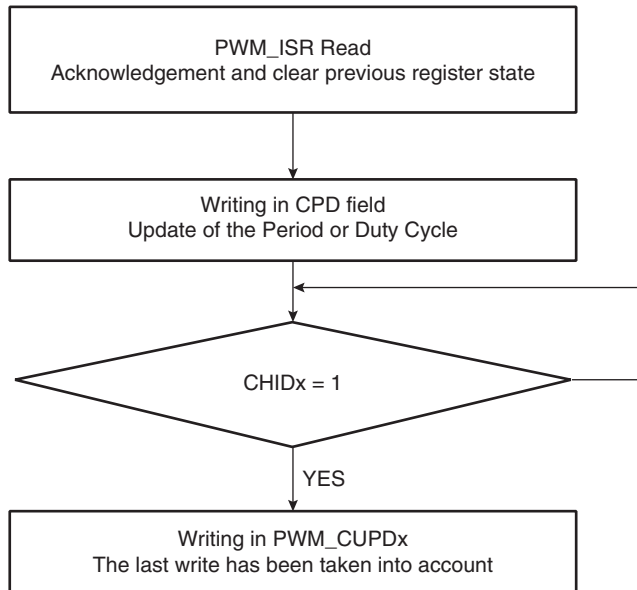 PWM_ISR Read
Acknowledgement and clear previous register state
Writing in CPD field
Update of the Period or Duty Cycle
CHIDx = 1
YES
Writing in PWM_CUPDx
The last write has been taken into account